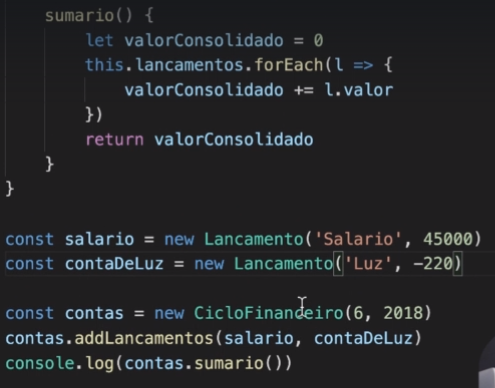 sumario() {
let valorConsolidado = 0
this.lancamentos.forEach(l => {
valorConsolidado += l.valor
})
return valorConsolidado
}
}
const salario = new Lancamento('Salario', 45000)
const contaDeLuz = new Lancamento('Luz', -220)
const contas = new CicloFinanceiro(6, 2018)
contas.addLancamentos(salario, contaDeLuz)
console.log(contas.sumario())